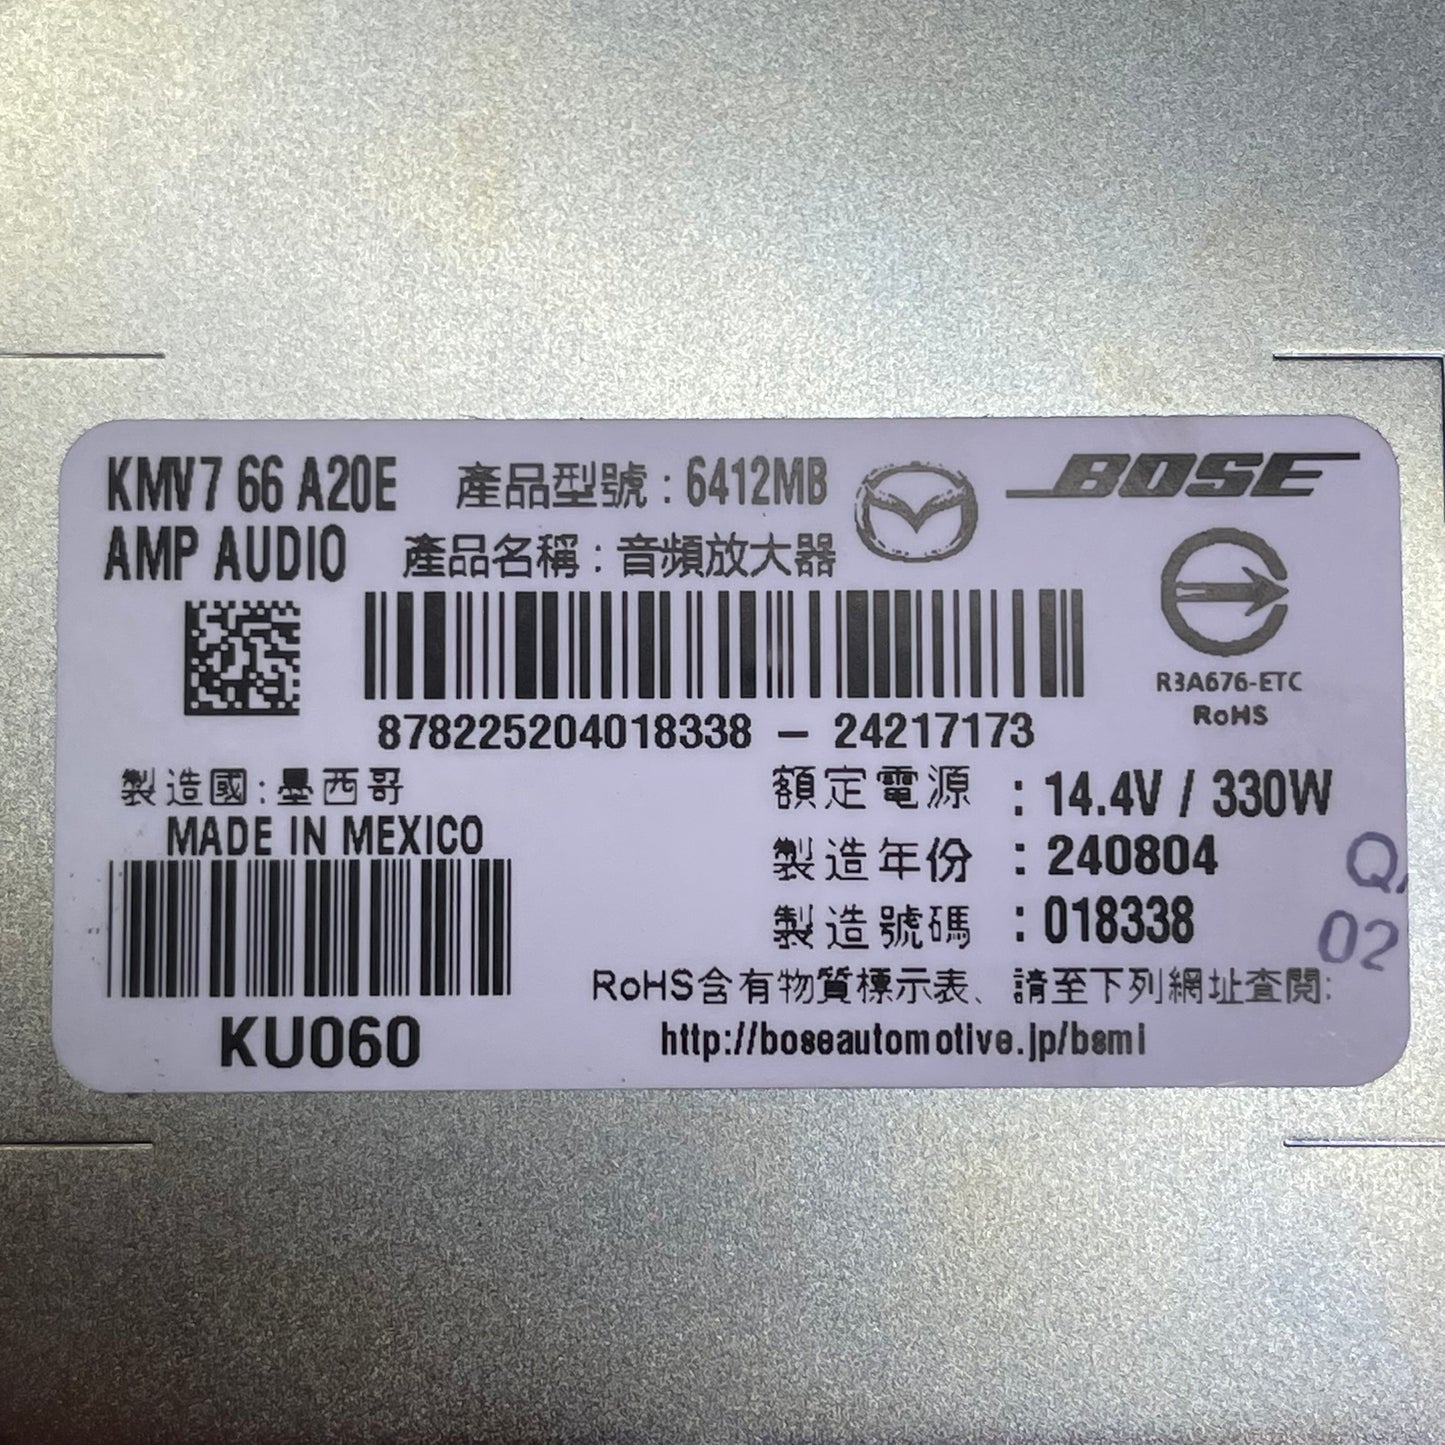 KMV7 66 A20E 產品型號：6412MB BOSE
AMP AUDIO 產品名稱：音頻放大器
R3A676-ETC
RoHS
878225204018338 – 24217173
製造國：墨西哥
MADE IN MEXICO
KU060
額定電源 ：14.4V / 330W
製造年份 ：240804
製造號碼 ：018338
RoHS含有物質標示表、請至下列網址查閱：
http://boseautomotive.jp/bsmi
02